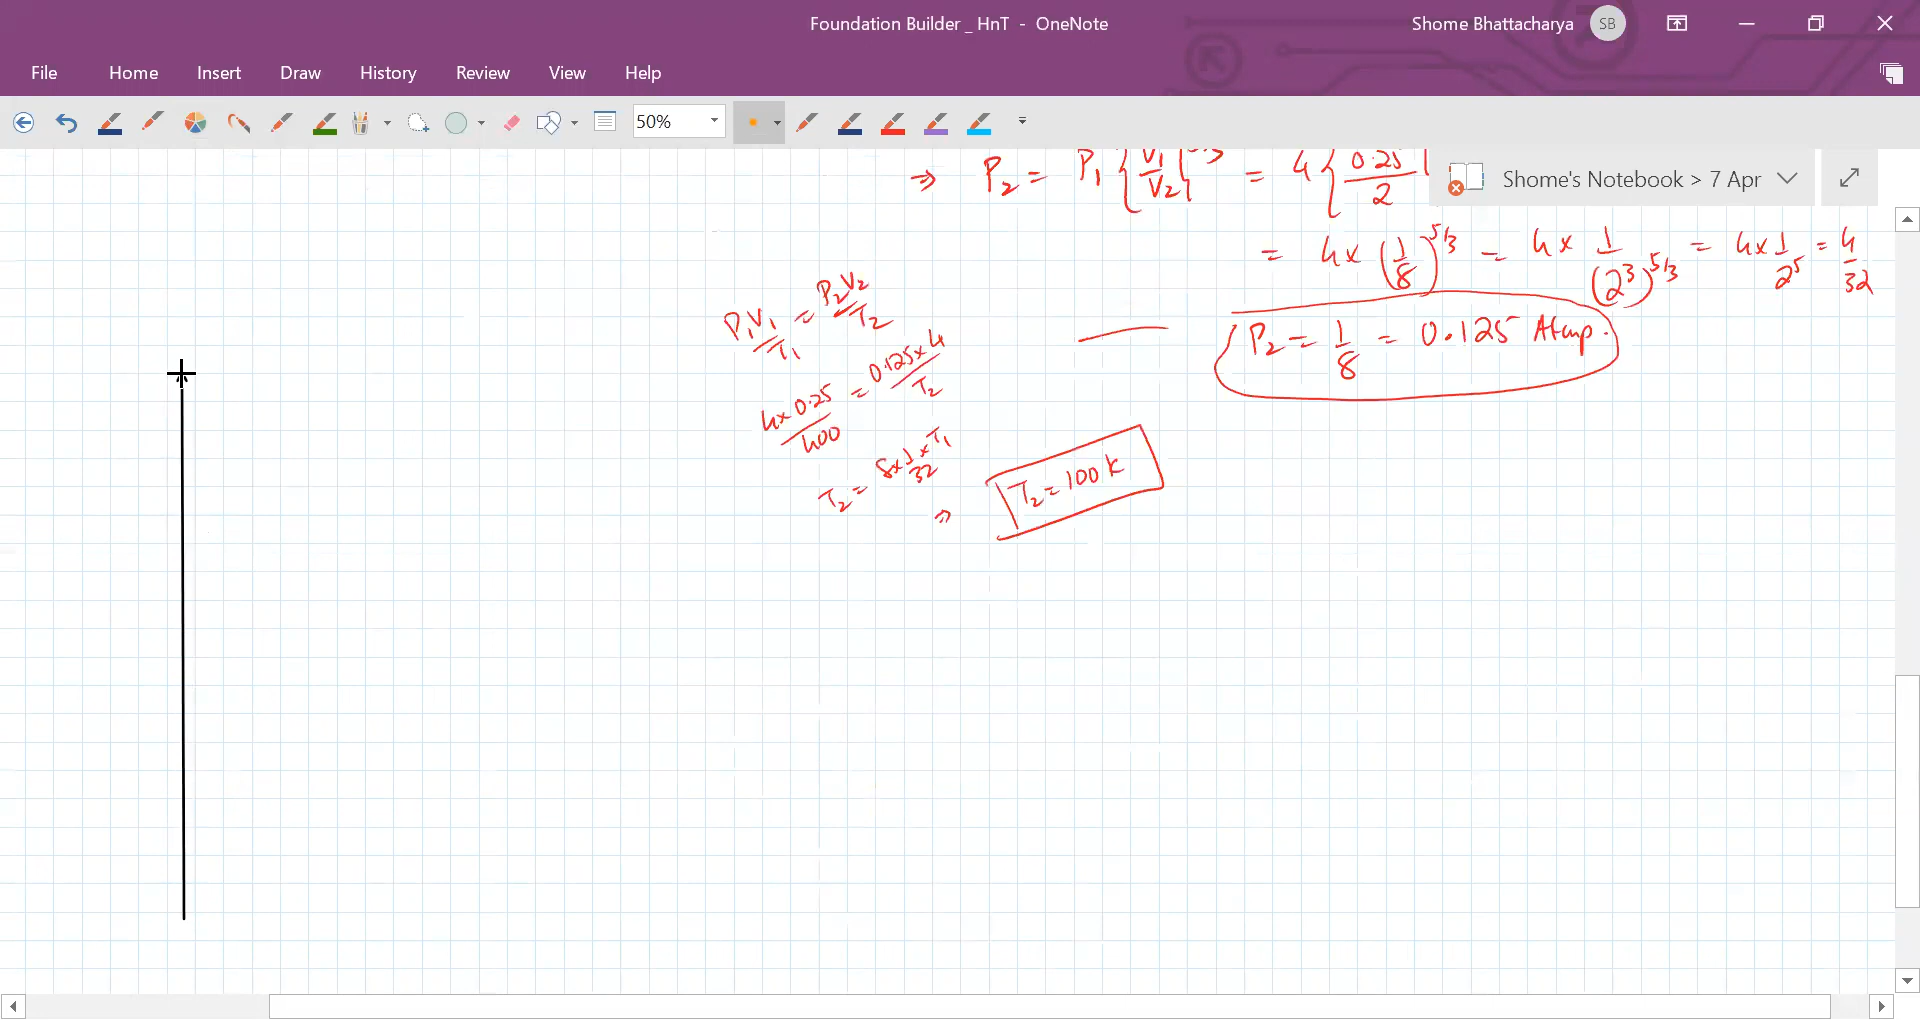 Foundation Builder _ HnT - OneNote
Shome Bhattacharya SB
File Home Insert Draw History Review View Help
50%
Shome's Notebook > 7 Apr
⇒ P₂ = P₁ {V₁/V₂} = 4 {0.25/2
= 4 × (1/8)^5/3 = 4 × 1/(2³)^5/3 = 4 × 1/2⁵ = 4/32
P₂ = 1/8 = 0.125 Atmp.
P₁V₁/T₁ = P₂V₂/T₂
4 × 0.25/400 = 0.125 × 4/T₂
T₂ = 8 × 1/32 × T₁
⇒ T₂ = 100 K